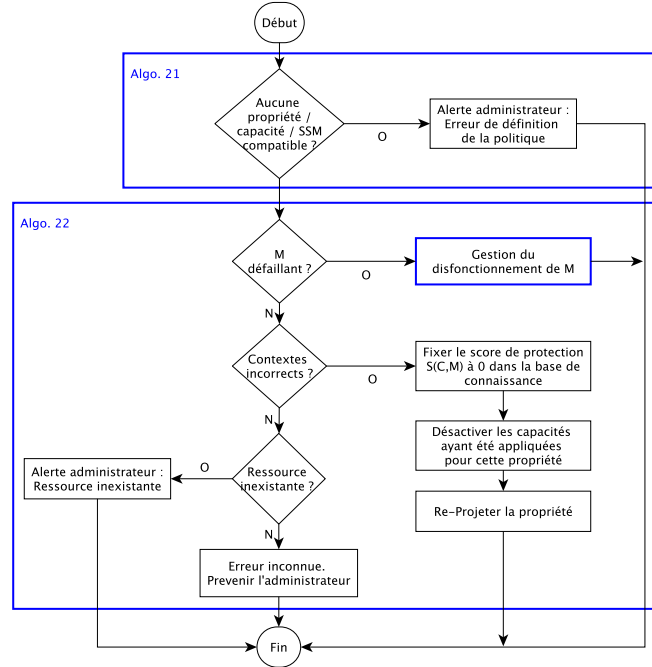 Début
Algo. 21
Aucune
propriété /
capacité / SSM
compatible ?
O
Alerte administrateur :
Erreur de définition
de la politique
Algo. 22
M
défaillant ?
O
Gestion du
disfonctionnement de M
N
Contextes
incorrects ?
O
Fixer le score de protection
S(C,M) à 0 dans la base de
connaissance
N
Désactiver les capacités
ayant été appliquées
pour cette propriété
Ressource
inexistante ?
O
Alerte administrateur :
Ressource inexistante
Re-Projeter la propriété
N
Erreur inconnue.
Prevenir l'administrateur
Fin